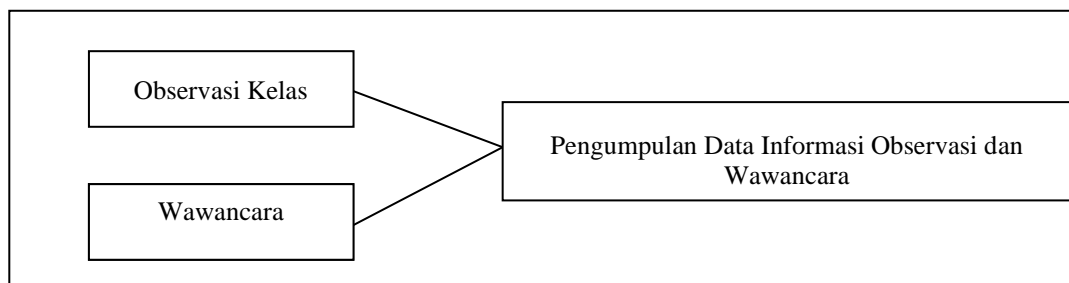 Observasi Kelas
Pengumpulan Data Informasi Observasi dan
Wawancara
Wawancara